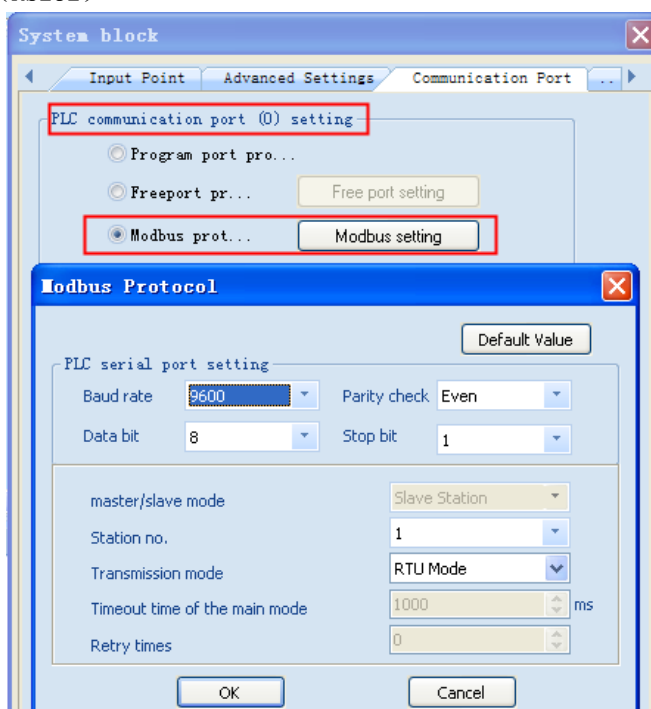 System block
Input Point Advanced Settings Communication Port ..
PLC communication port (0) setting
Program port pro...
Freeport pr... Free port setting
Modbus prot... Modbus setting
Modbus Protocol
Default Value
PLC serial port setting
Baud rate 9600 Parity check Even
Data bit 8 Stop bit 1
master/slave mode Slave Station
Station no. 1
Transmission mode RTU Mode
Timeout time of the main mode 1000 ms
Retry times 0
OK Cancel